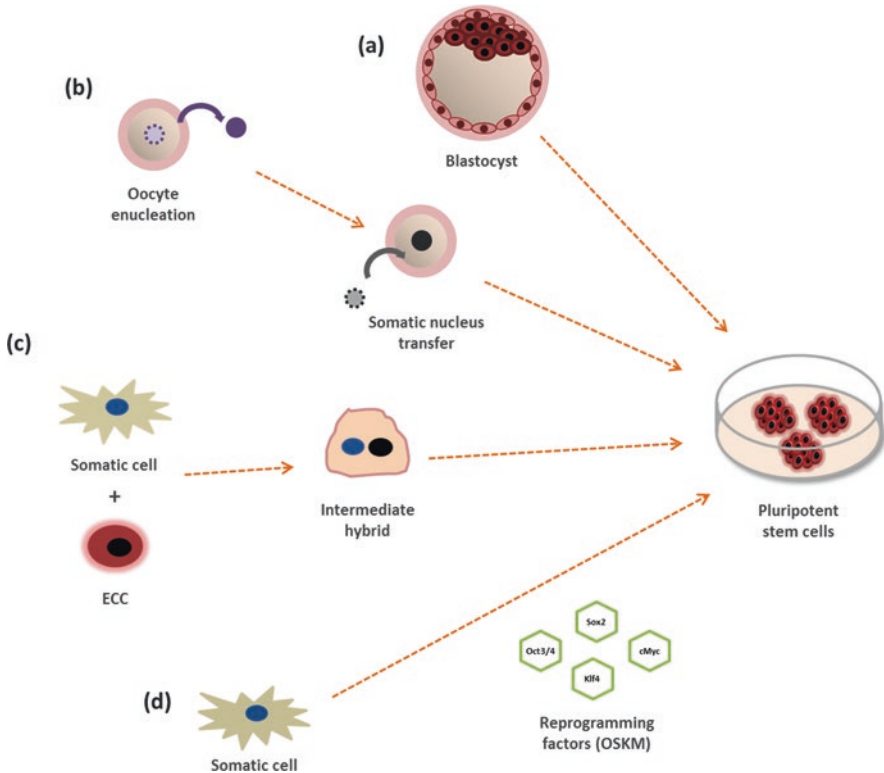 (a)
Blastocyst
(b)
Oocyte
enucleation
Somatic nucleus
transfer
(c)
Somatic cell
+
ECC
Intermediate
hybrid
Pluripotent
stem cells
(d)
Somatic cell
Sox2
Oct3/4
cMyc
Klf4
Reprogramming
factors (OSKM)